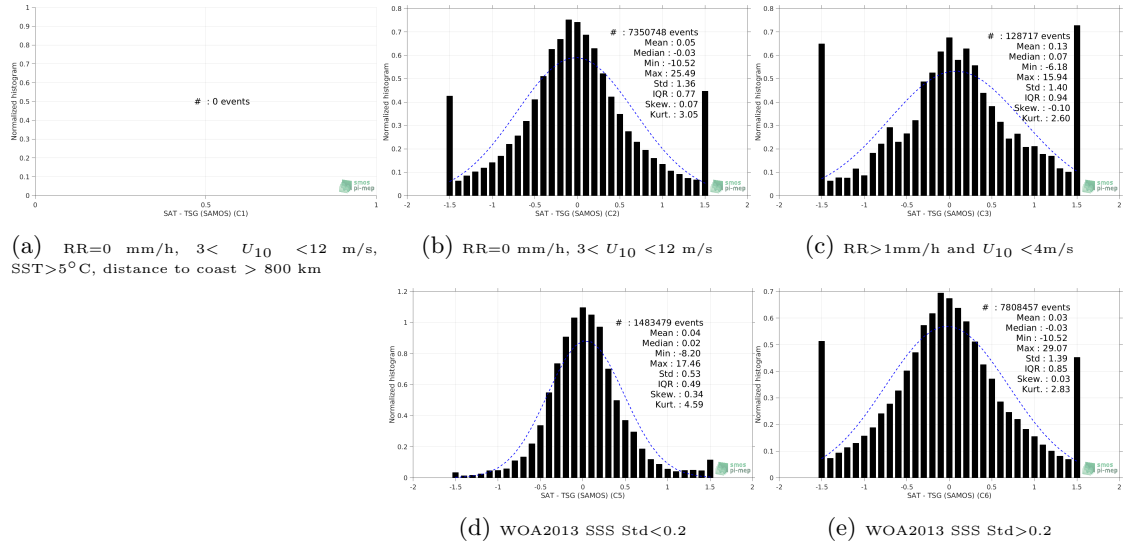 Normalized histogram
1
0.9
0.8
0.7
0.6
0.5
0.4
0.3
0.2
0.1
0
# : 0 events
smos
pi-mep
0 0.5 1
SAT - TSG (SAMOS) (C1)
(a) RR=0 mm/h, 3< U10 <12 m/s,
SST>5°C, distance to coast > 800 km
Normalized histogram
0.8
0.7
0.6
0.5
0.4
0.3
0.2
0.1
0
# : 7350748 events
Mean : 0.05
Median : -0.03
Min : -10.52
Max : 25.49
Std : 1.36
IQR : 0.77
Skew. : 0.07
Kurt. : 3.05
smos
pi-mep
-2 -1.5 -1 -0.5 0 0.5 1 1.5 2
SAT - TSG (SAMOS) (C2)
(b) RR=0 mm/h, 3< U10 <12 m/s
Normalized histogram
0.8
0.7
0.6
0.5
0.4
0.3
0.2
0.1
0
# : 128717 events
Mean : 0.13
Median : 0.07
Min : -6.18
Max : 15.94
Std : 1.40
IQR : 0.94
Skew. : -0.10
Kurt. : 2.60
smos
pi-mep
-2 -1.5 -1 -0.5 0 0.5 1 1.5 2
SAT - TSG (SAMOS) (C3)
(c) RR>1mm/h and U10 <4m/s
Normalized histogram
1.2
1
0.8
0.6
0.4
0.2
0
# : 1483479 events
Mean : 0.04
Median : 0.02
Min : -8.20
Max : 17.46
Std : 0.53
IQR : 0.49
Skew. : 0.34
Kurt. : 4.59
smos
pi-mep
-2 -1.5 -1 -0.5 0 0.5 1 1.5 2
SAT - TSG (SAMOS) (C5)
(d) WOA2013 SSS Std<0.2
Normalized histogram
0.7
0.6
0.5
0.4
0.3
0.2
0.1
0
# : 7808457 events
Mean : 0.03
Median : -0.03
Min : -10.52
Max : 29.07
Std : 1.39
IQR : 0.85
Skew. : 0.03
Kurt. : 2.83
smos
pi-mep
-2 -1.5 -1 -0.5 0 0.5 1 1.5 2
SAT - TSG (SAMOS) (C6)
(e) WOA2013 SSS Std>0.2